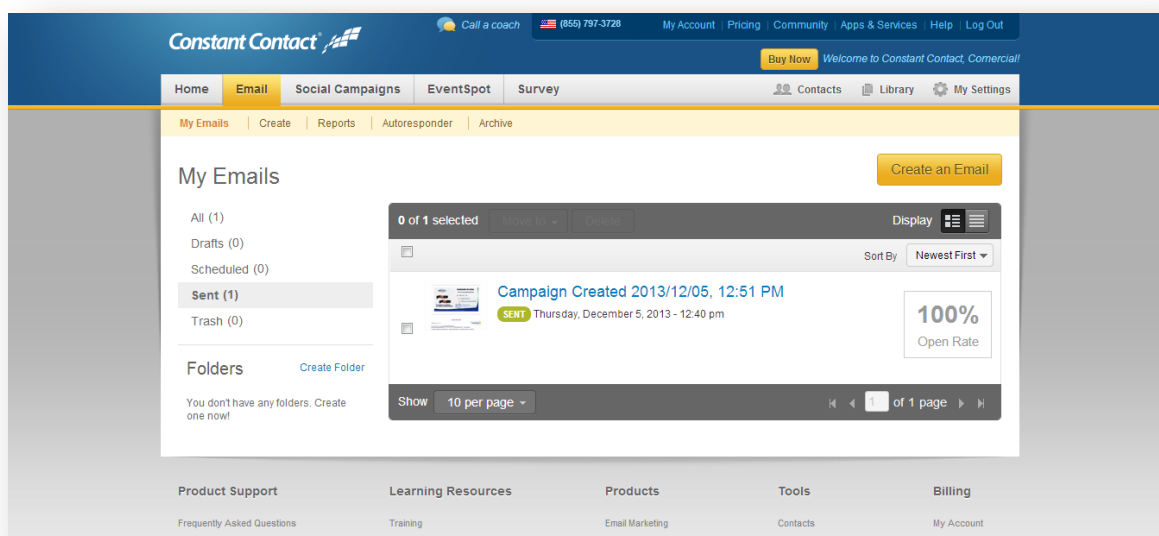 Call a coach
(855) 797-3728
My Account | Pricing | Community | Apps & Services | Help | Log Out
Constant Contact
Buy Now Welcome to Constant Contact, Comercial!
Home Email Social Campaigns EventSpot Survey Contacts Library My Settings
My Emails | Create | Reports | Autoresponder | Archive
My Emails
Create an Email
All (1)
Drafts (0)
Scheduled (0)
Sent (1)
Trash (0)
Folders Create Folder
You don't have any folders. Create
one now!
0 of 1 selected Move to Delete Display
Sort By Newest First
Campaign Created 2013/12/05, 12:51 PM
SENT Thursday, December 5, 2013 - 12:40 pm
100%
Open Rate
Show 10 per page 1 of 1 page
Product Support Learning Resources Products Tools Billing
Frequently Asked Questions Training Email Marketing Contacts My Account